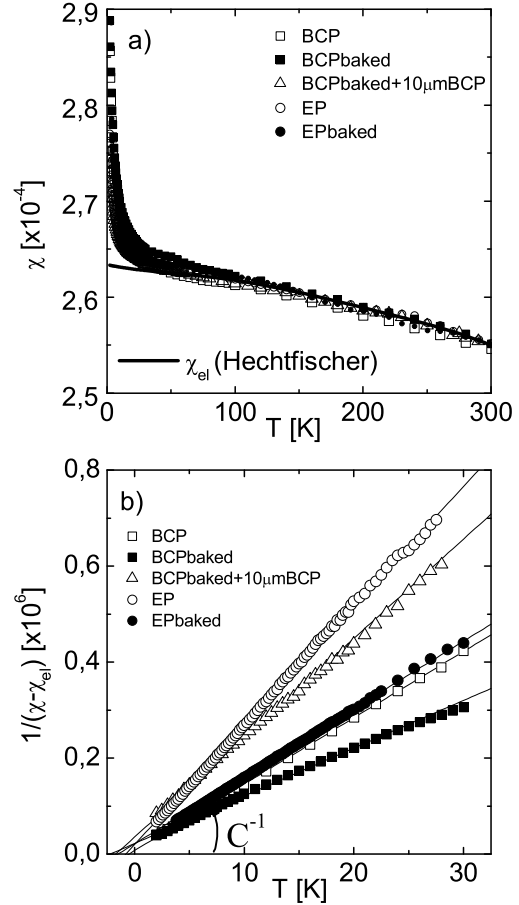 2,9
a)
□ BCP
■ BCPbaked
△ BCPbaked+10μmBCP
○ EP
● EPbaked
2,8
2,7
χ [x10⁻⁴]
2,6
χel (Hechtfischer)
2,5
0 100 200 300
T [K]
0,8
b)
□ BCP
■ BCPbaked
△ BCPbaked+10μmBCP
○ EP
● EPbaked
0,6
1/(χ-χel) [x10⁶]
0,4
0,2
C⁻¹
0,0
0 10 20 30
T [K]